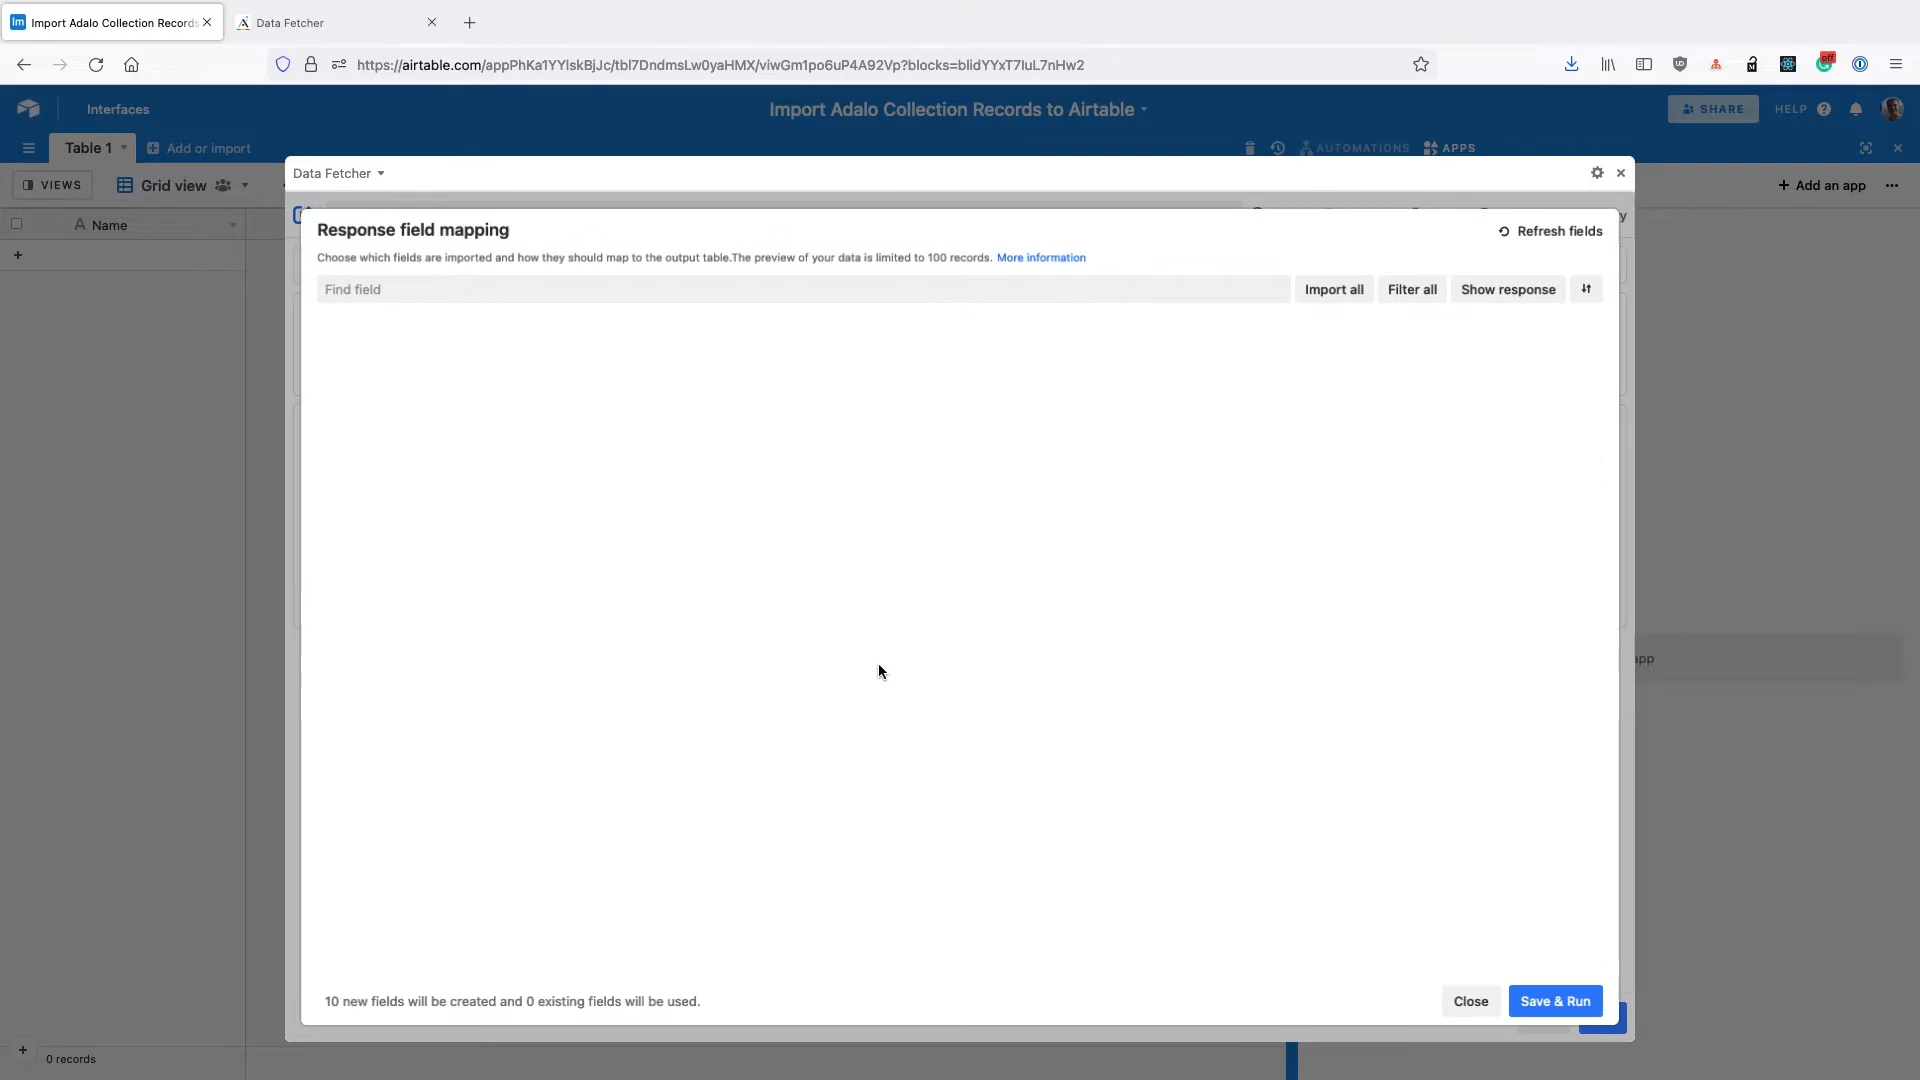 Im Import Adalo Collection Records
Data Fetcher
https://airtable.com/appPhKa1YYlskBjJc/tbl7DndmsLw0yaHMX/viwGm1po6uP4A92Vp?blocks=blidYYxT7IuL7nHw2
off
Interfaces
Import Adalo Collection Records to Airtable
SHARE
HELP
Table 1
Add or import
AUTOMATIONS
APPS
VIEWS
Grid view
Data Fetcher
Add an app
Name
Response field mapping
Refresh fields
y
Choose which fields are imported and how they should map to the output table.The preview of your data is limited to 100 records. More information
Find field
Import all
Filter all
Show response
app
10 new fields will be created and 0 existing fields will be used.
Close
Save & Run
0 records